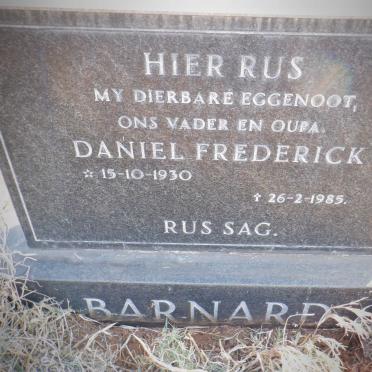 HIER RUS
MY DIERBARE EGGENOOT,
ONS VADER EN OUPA.
DANIEL FREDERICK
☆ 15-10-1930
✝ 26-2-1985.
RUS SAG.
BARNARD